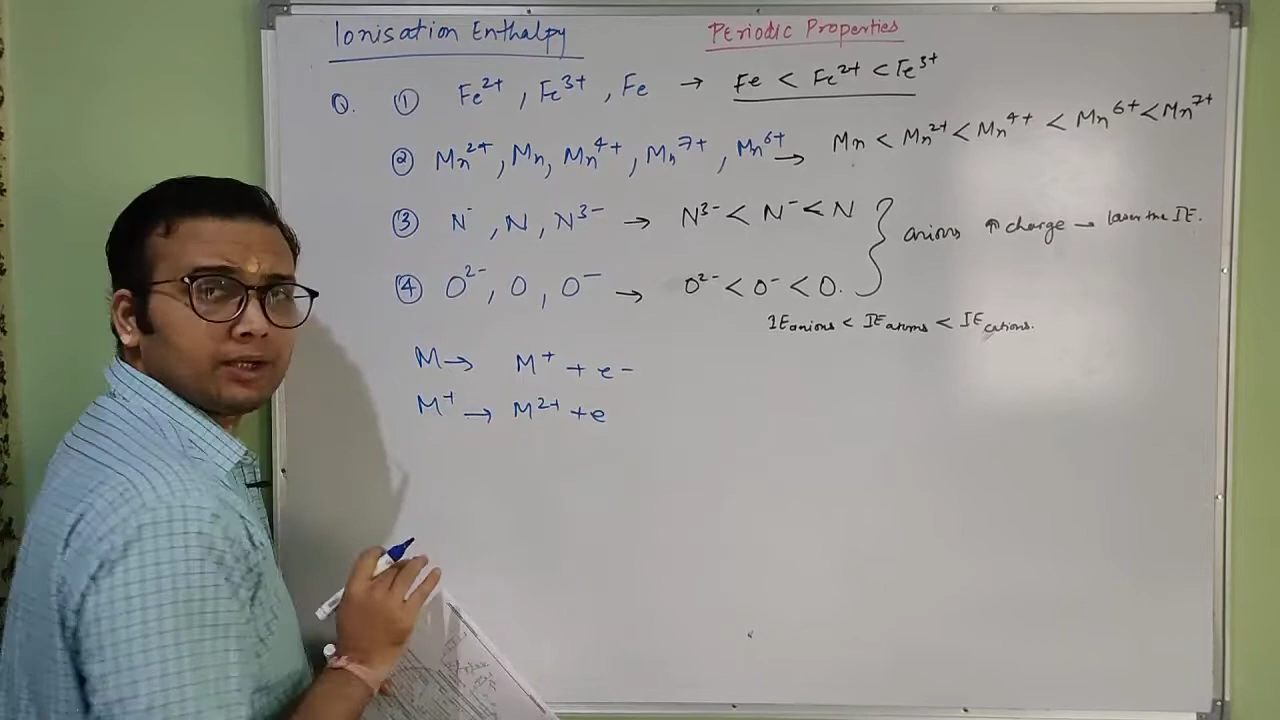 Ionisation Enthalpy
Periodic Properties
Q. ① Fe²⁺, Fe³⁺, Fe → Fe < Fe²⁺ < Fe³⁺
② Mn²⁺, Mn, Mn⁴⁺, Mn⁷⁺, Mn⁶⁺ → Mn < Mn²⁺ < Mn⁴⁺ < Mn⁶⁺ < Mn⁷⁺
③ N⁻, N, N³⁻ → N³⁻ < N⁻ < N
anions ↑ charge → the IE.
④ O²⁻, O, O⁻ → O²⁻ < O⁻ < O.
IE anions < IE atoms < IE cations.
M → M⁺ + e-
M⁺ → M²⁺ + e